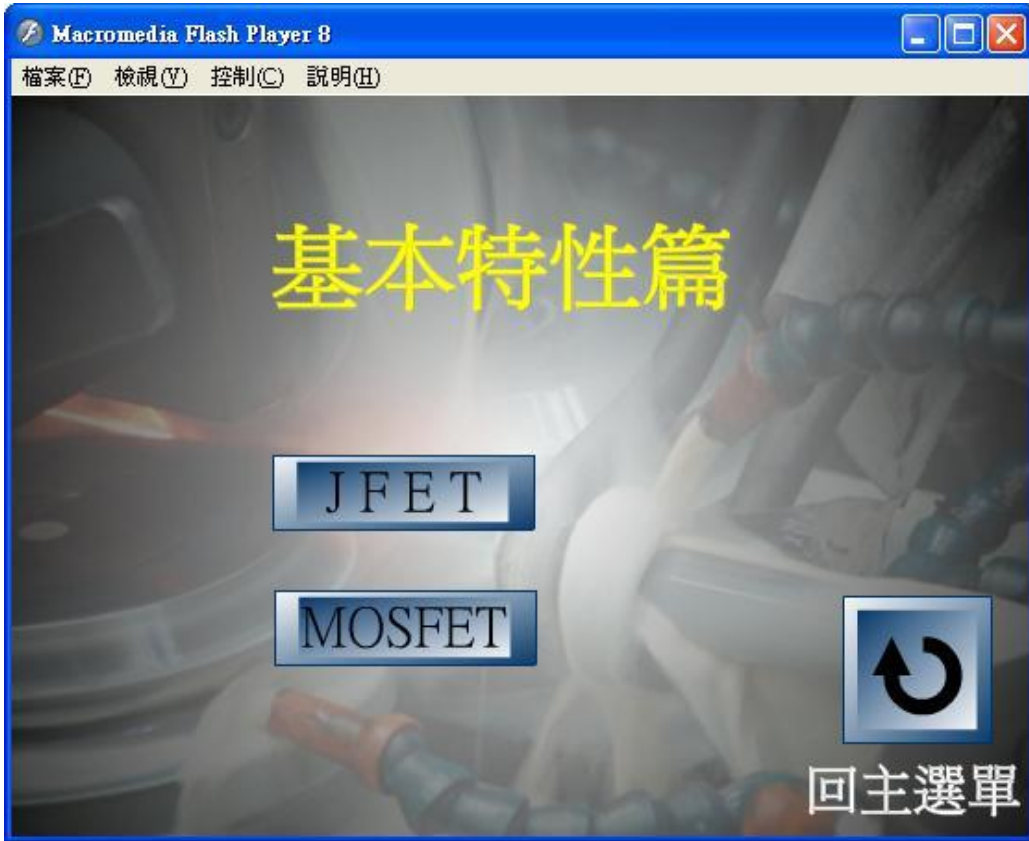 Macromedia Flash Player 8
檔案(F) 檢視(V) 控制(C) 說明(H)
基本特性篇
J F E T
MOSFET
回主選單